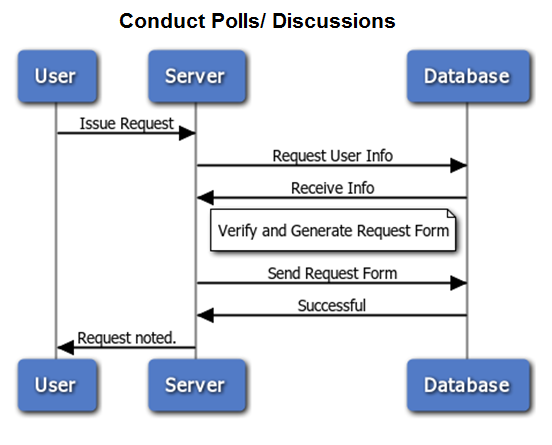 Conduct Polls/ Discussions
User Server Database
Issue Request
Request User Info
Receive Info
Verify and Generate Request Form
Send Request Form
Successful
Request noted.
User Server Database